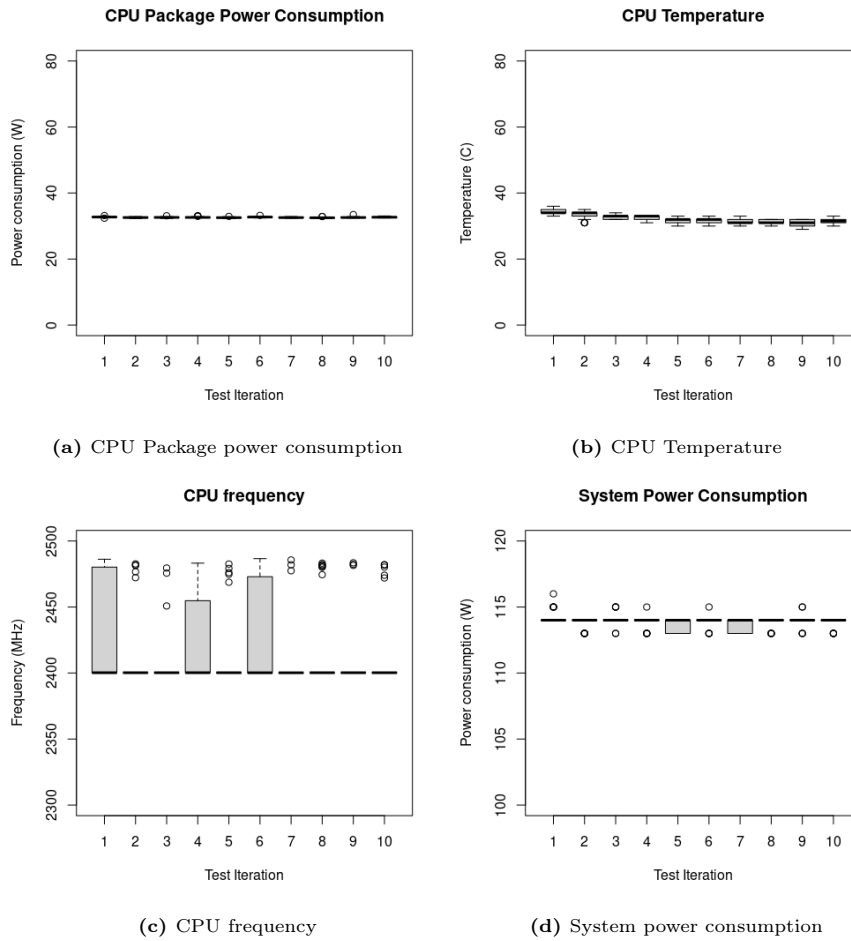 CPU Package Power Consumption
Power consumption (W)
80
60
40
20
0
1 2 3 4 5 6 7 8 9 10
Test Iteration
(a) CPU Package power consumption
CPU Temperature
Temperature (C)
80
60
40
20
0
1 2 3 4 5 6 7 8 9 10
Test Iteration
(b) CPU Temperature
CPU frequency
Frequency (MHz)
2500
2450
2400
2350
2300
1 2 3 4 5 6 7 8 9 10
Test Iteration
(c) CPU frequency
System Power Consumption
Power consumption (W)
120
115
110
105
100
1 2 3 4 5 6 7 8 9 10
Test Iteration
(d) System power consumption